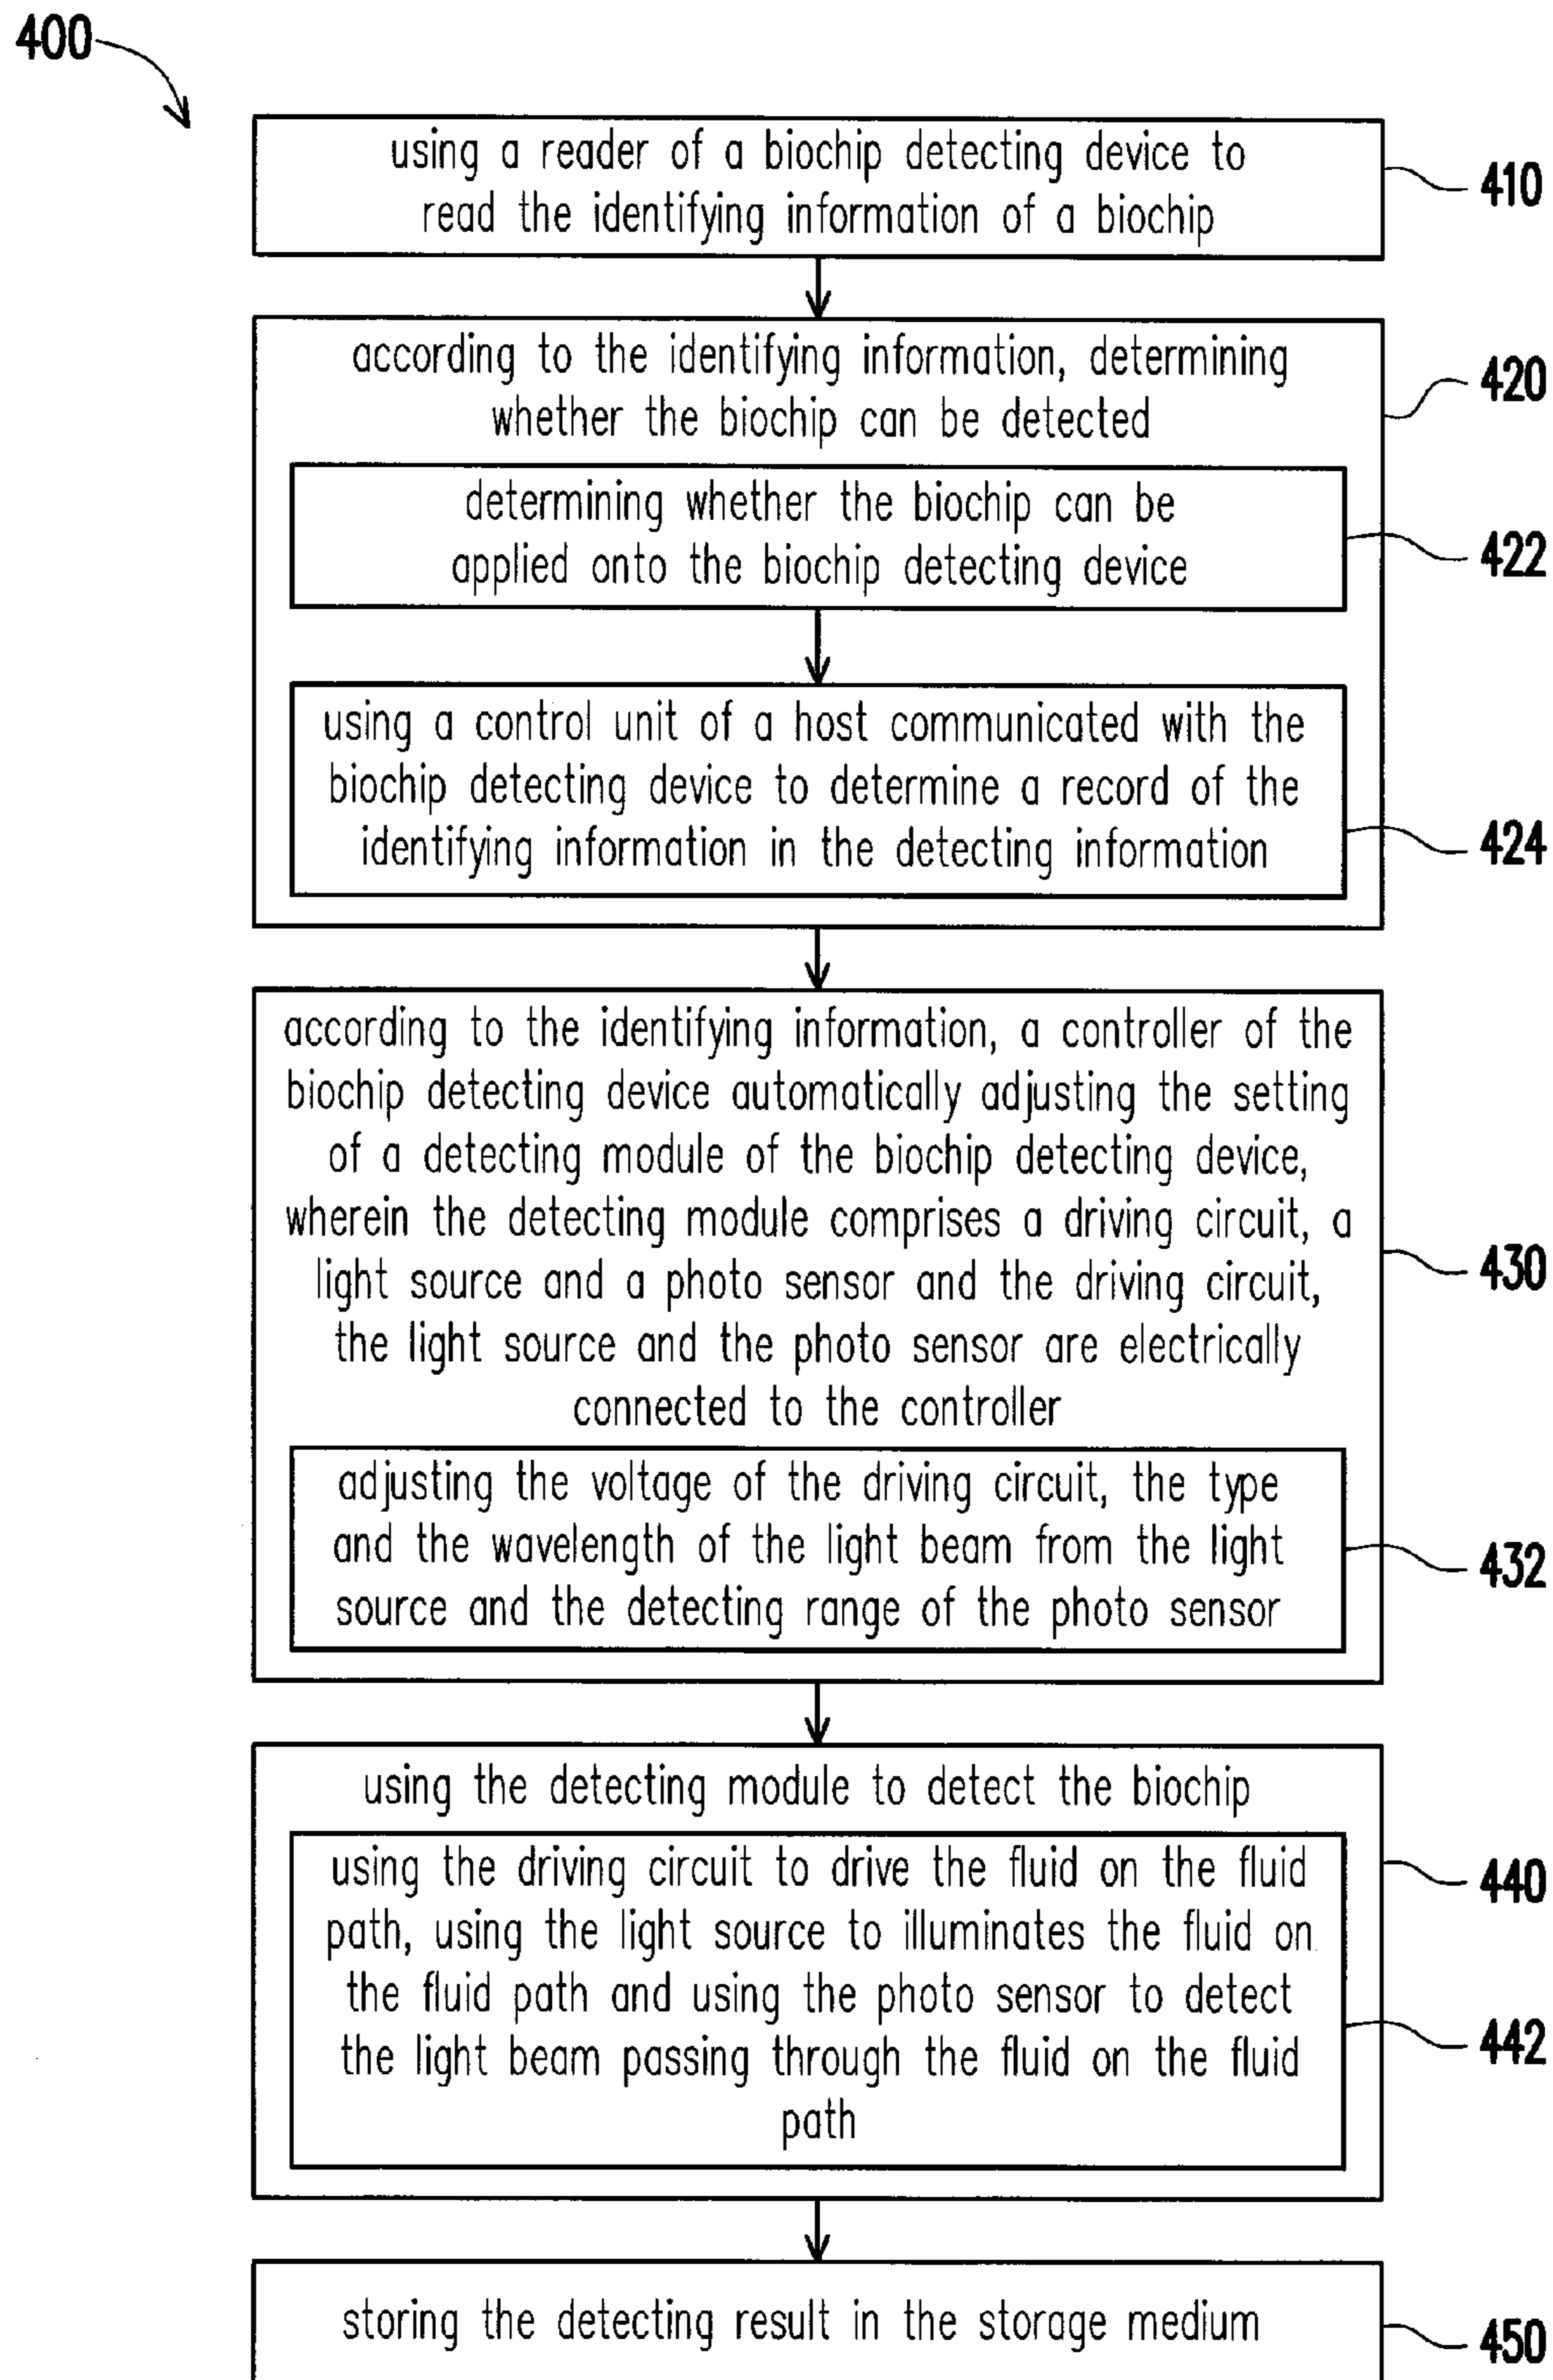 400
using a reader of a biochip detecting device to
read the identifying information of a biochip
410
according to the identifying information, determining
whether the biochip can be detected
420
determining whether the biochip can be
applied onto the biochip detecting device
422
using a control unit of a host communicated with the
biochip detecting device to determine a record of the
identifying information in the detecting information
424
according to the identifying information, a controller of the
biochip detecting device automatically adjusting the setting
of a detecting module of the biochip detecting device,
wherein the detecting module comprises a driving circuit, a
light source and a photo sensor and the driving circuit,
the light source and the photo sensor are electrically
connected to the controller
430
adjusting the voltage of the driving circuit, the type
and the wavelength of the light beam from the light
source and the detecting range of the photo sensor
432
using the detecting module to detect the biochip
440
using the driving circuit to drive the fluid on the fluid
path, using the light source to illuminates the fluid on
the fluid path and using the photo sensor to detect
the light beam passing through the fluid on the fluid
path
442
storing the detecting result in the storage medium
450